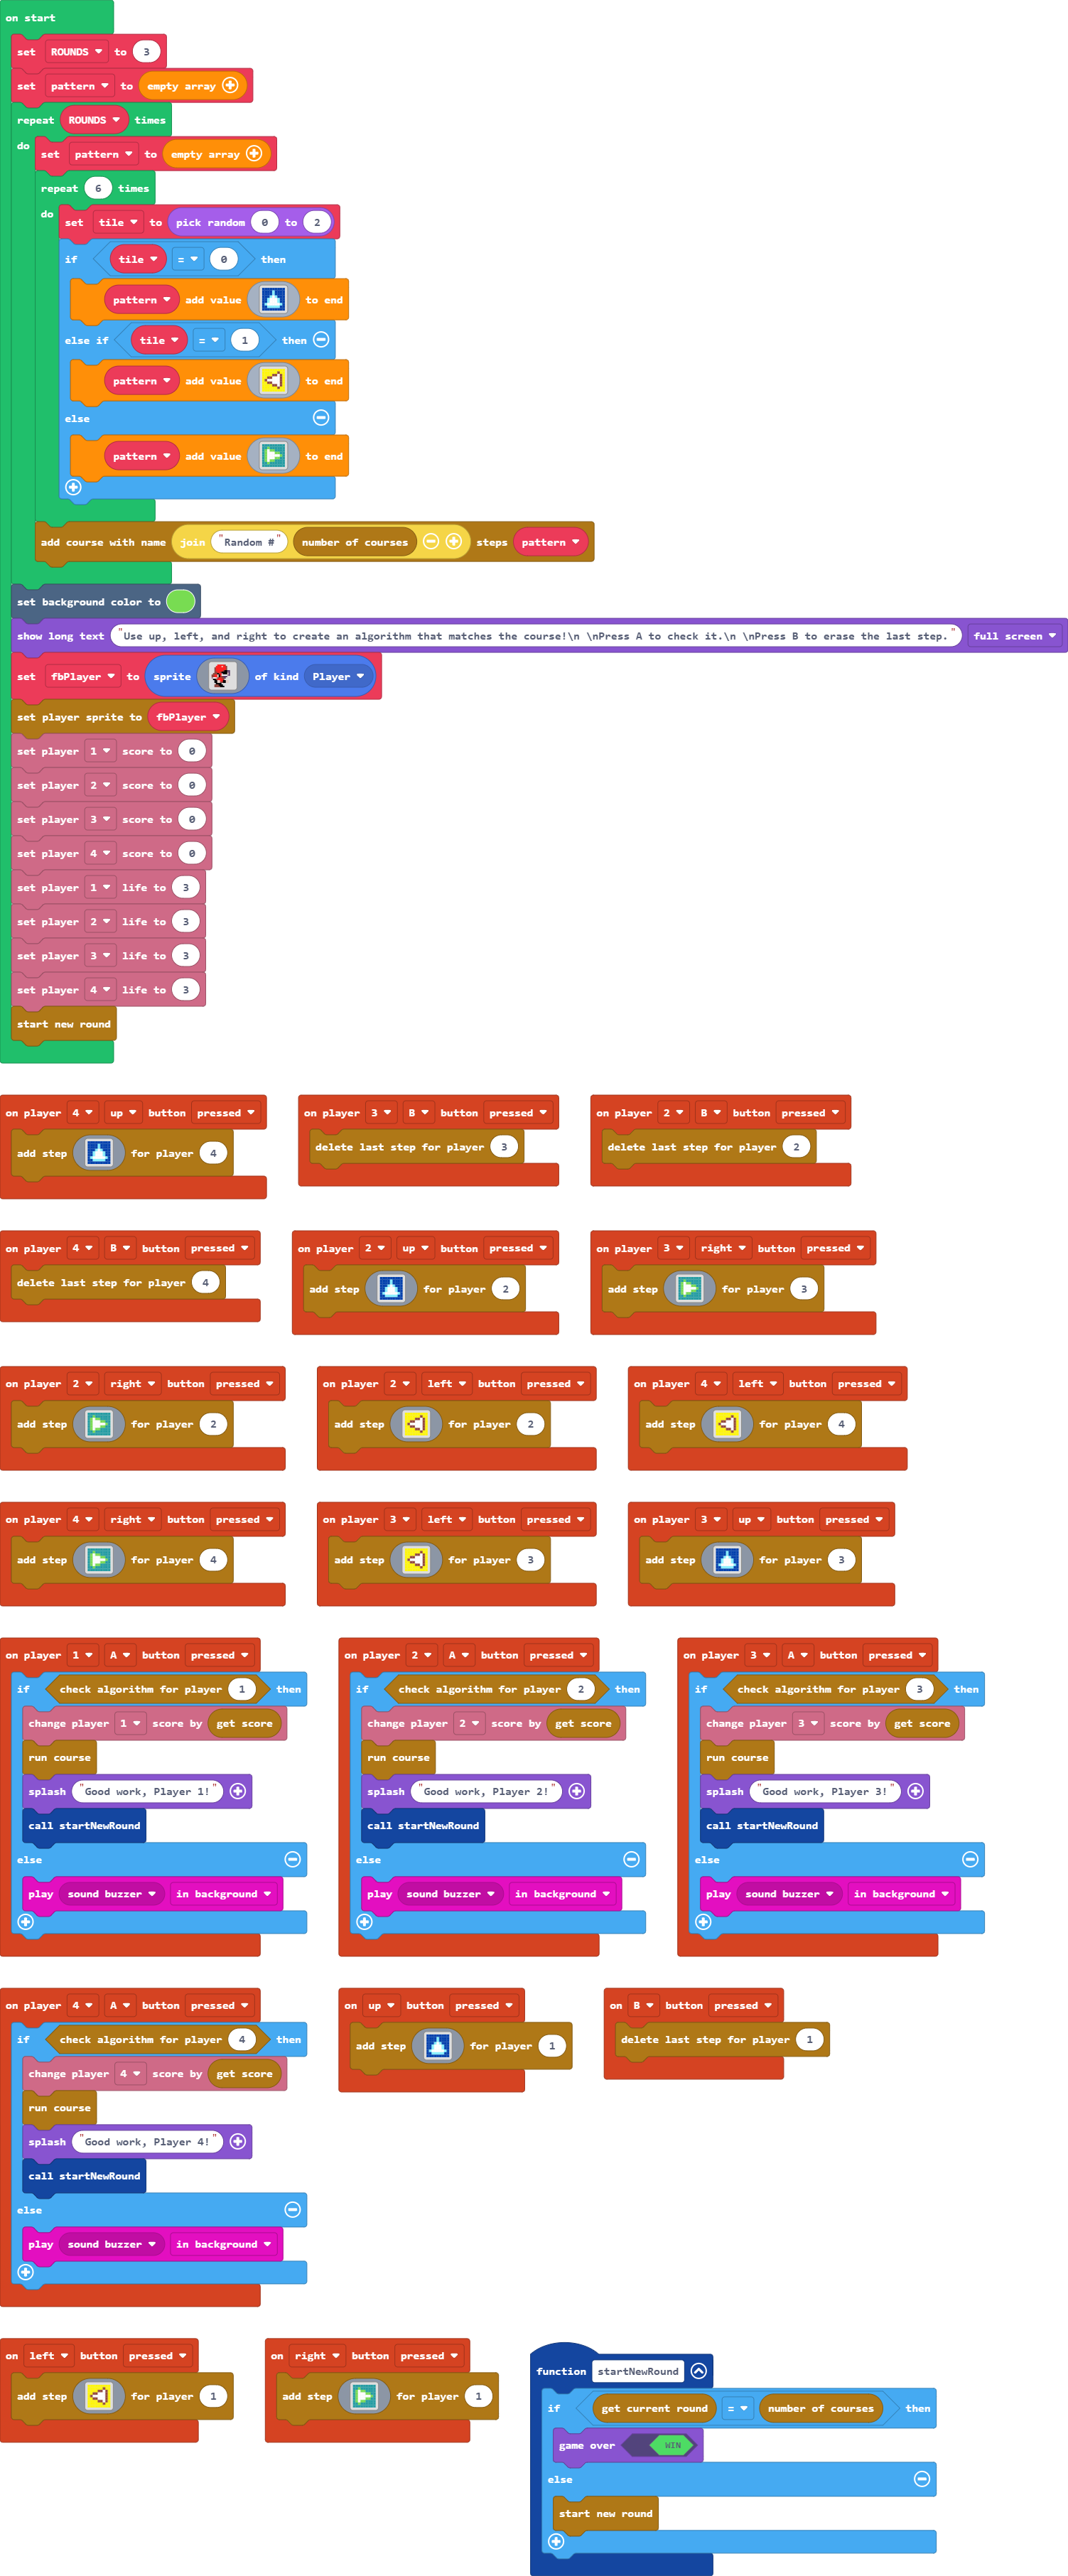 on start
set ROUNDS to 3
set pattern to empty array
repeat ROUNDS times
do
set pattern to empty array
repeat 6 times
do
set tile to pick random 0 to 2
if tile = 0 then
pattern add value to end
else if tile = 1 then
pattern add value to end
else
pattern add value to end
add course with name join "Random #" number of courses steps pattern
set background color to
show long text "Use up, left, and right to create an algorithm that matches the course!\n \nPress A to check it.\n \nPress B to erase the last step." full screen
set fbPlayer to sprite of kind Player
set player sprite to fbPlayer
set player 1 score to 0
set player 2 score to 0
set player 3 score to 0
set player 4 score to 0
set player 1 life to 3
set player 2 life to 3
set player 3 life to 3
set player 4 life to 3
start new round
on player 4 up button pressed
add step for player 4
on player 3 B button pressed
delete last step for player 3
on player 2 B button pressed
delete last step for player 2
on player 4 B button pressed
delete last step for player 4
on player 2 up button pressed
add step for player 2
on player 3 right button pressed
add step for player 3
on player 2 right button pressed
add step for player 2
on player 2 left button pressed
add step for player 2
on player 4 left button pressed
add step for player 4
on player 4 right button pressed
add step for player 4
on player 3 left button pressed
add step for player 3
on player 3 up button pressed
add step for player 3
on player 1 A button pressed
if check algorithm for player 1 then
change player 1 score by get score
run course
splash "Good work, Player 1!"
call startNewRound
else
play sound buzzer in background
on player 2 A button pressed
if check algorithm for player 2 then
change player 2 score by get score
run course
splash "Good work, Player 2!"
call startNewRound
else
play sound buzzer in background
on player 3 A button pressed
if check algorithm for player 3 then
change player 3 score by get score
run course
splash "Good work, Player 3!"
call startNewRound
else
play sound buzzer in background
on player 4 A button pressed
if check algorithm for player 4 then
change player 4 score by get score
run course
splash "Good work, Player 4!"
call startNewRound
else
play sound buzzer in background
on up button pressed
add step for player 1
on B button pressed
delete last step for player 1
on left button pressed
add step for player 1
on right button pressed
add step for player 1
function startNewRound
if get current round = number of courses then
game over WIN
else
start new round